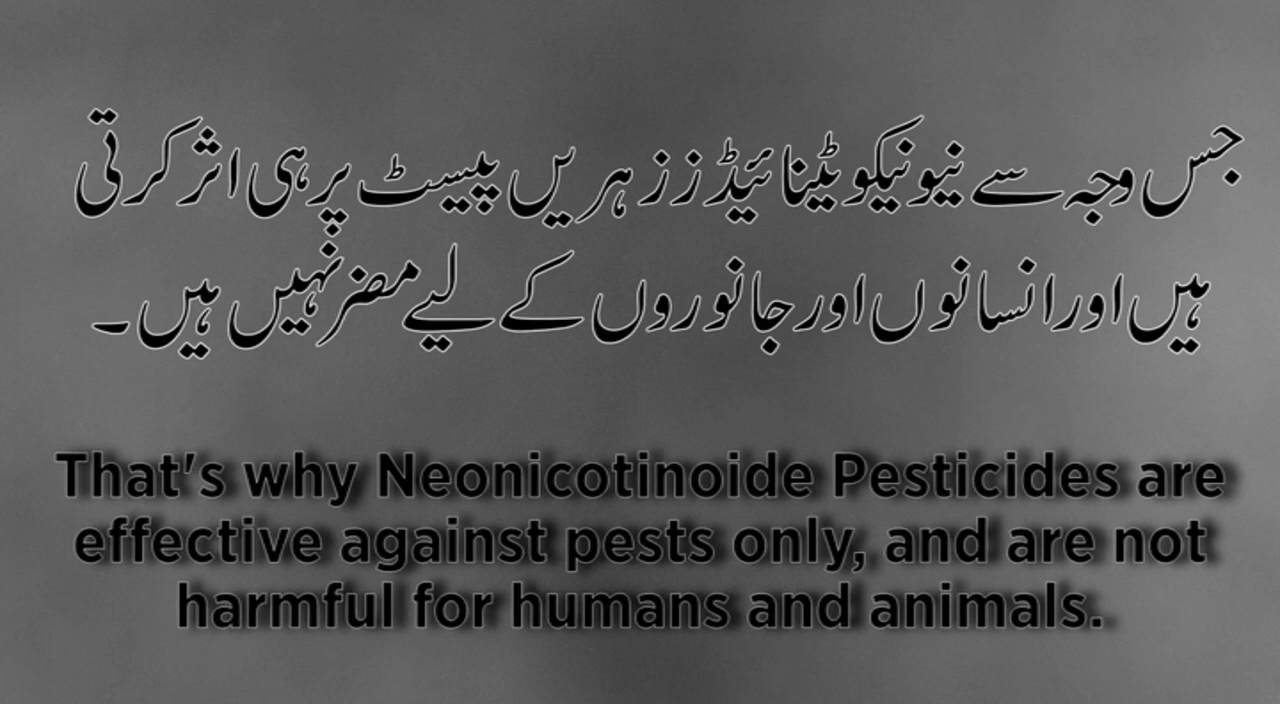 جس وجہ سے نیونیکوٹینائیڈز زہریں پیسٹ پر ہی اثر کرتی
ہیں اور انسانوں اور جانوروں کے لیے مضر نہیں ہیں۔
That's why Neonicotinoide Pesticides are
effective against pests only, and are not
harmful for humans and animals.